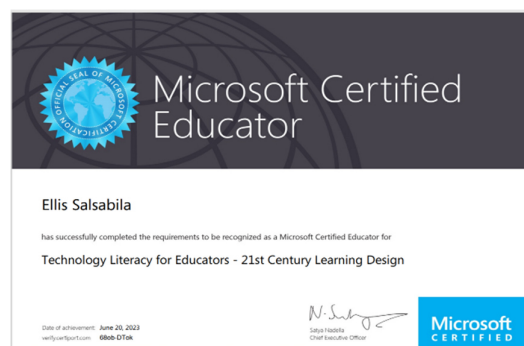 OFFICIAL SEAL OF MICROSOFT CERTIFICATION
Microsoft Certified
Educator
Ellis Salsabila
has successfully completed the requirements to be recognized as a Microsoft Certified Educator for
Technology Literacy for Educators - 21st Century Learning Design
Date of achievement: June 20, 2023
verify.certiport.com
Satya Nadella
Chief Executive Officer
Microsoft
CERTIFIED